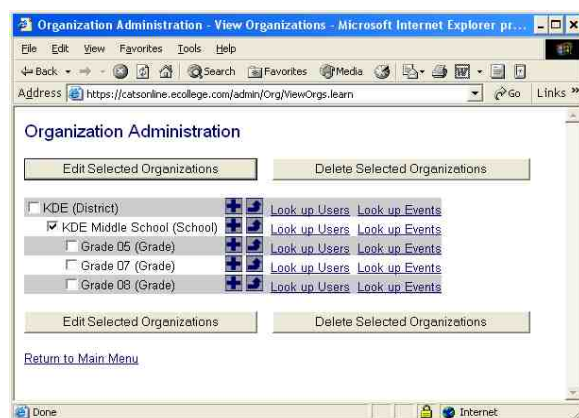 Organization Administration - View Organizations - Microsoft Internet Explorer pr...
File Edit View Favorites Tools Help
Back Search Favorites Media
Address https://catsonline.ecollege.com/admin/Org/ViewOrgs.learn Go Links »
Organization Administration
Edit Selected Organizations Delete Selected Organizations
KDE (District) Look up Users Look up Events
KDE Middle School (School) Look up Users Look up Events
Grade 05 (Grade) Look up Users Look up Events
Grade 07 (Grade) Look up Users Look up Events
Grade 08 (Grade) Look up Users Look up Events
Edit Selected Organizations Delete Selected Organizations
Return to Main Menu
Done Internet